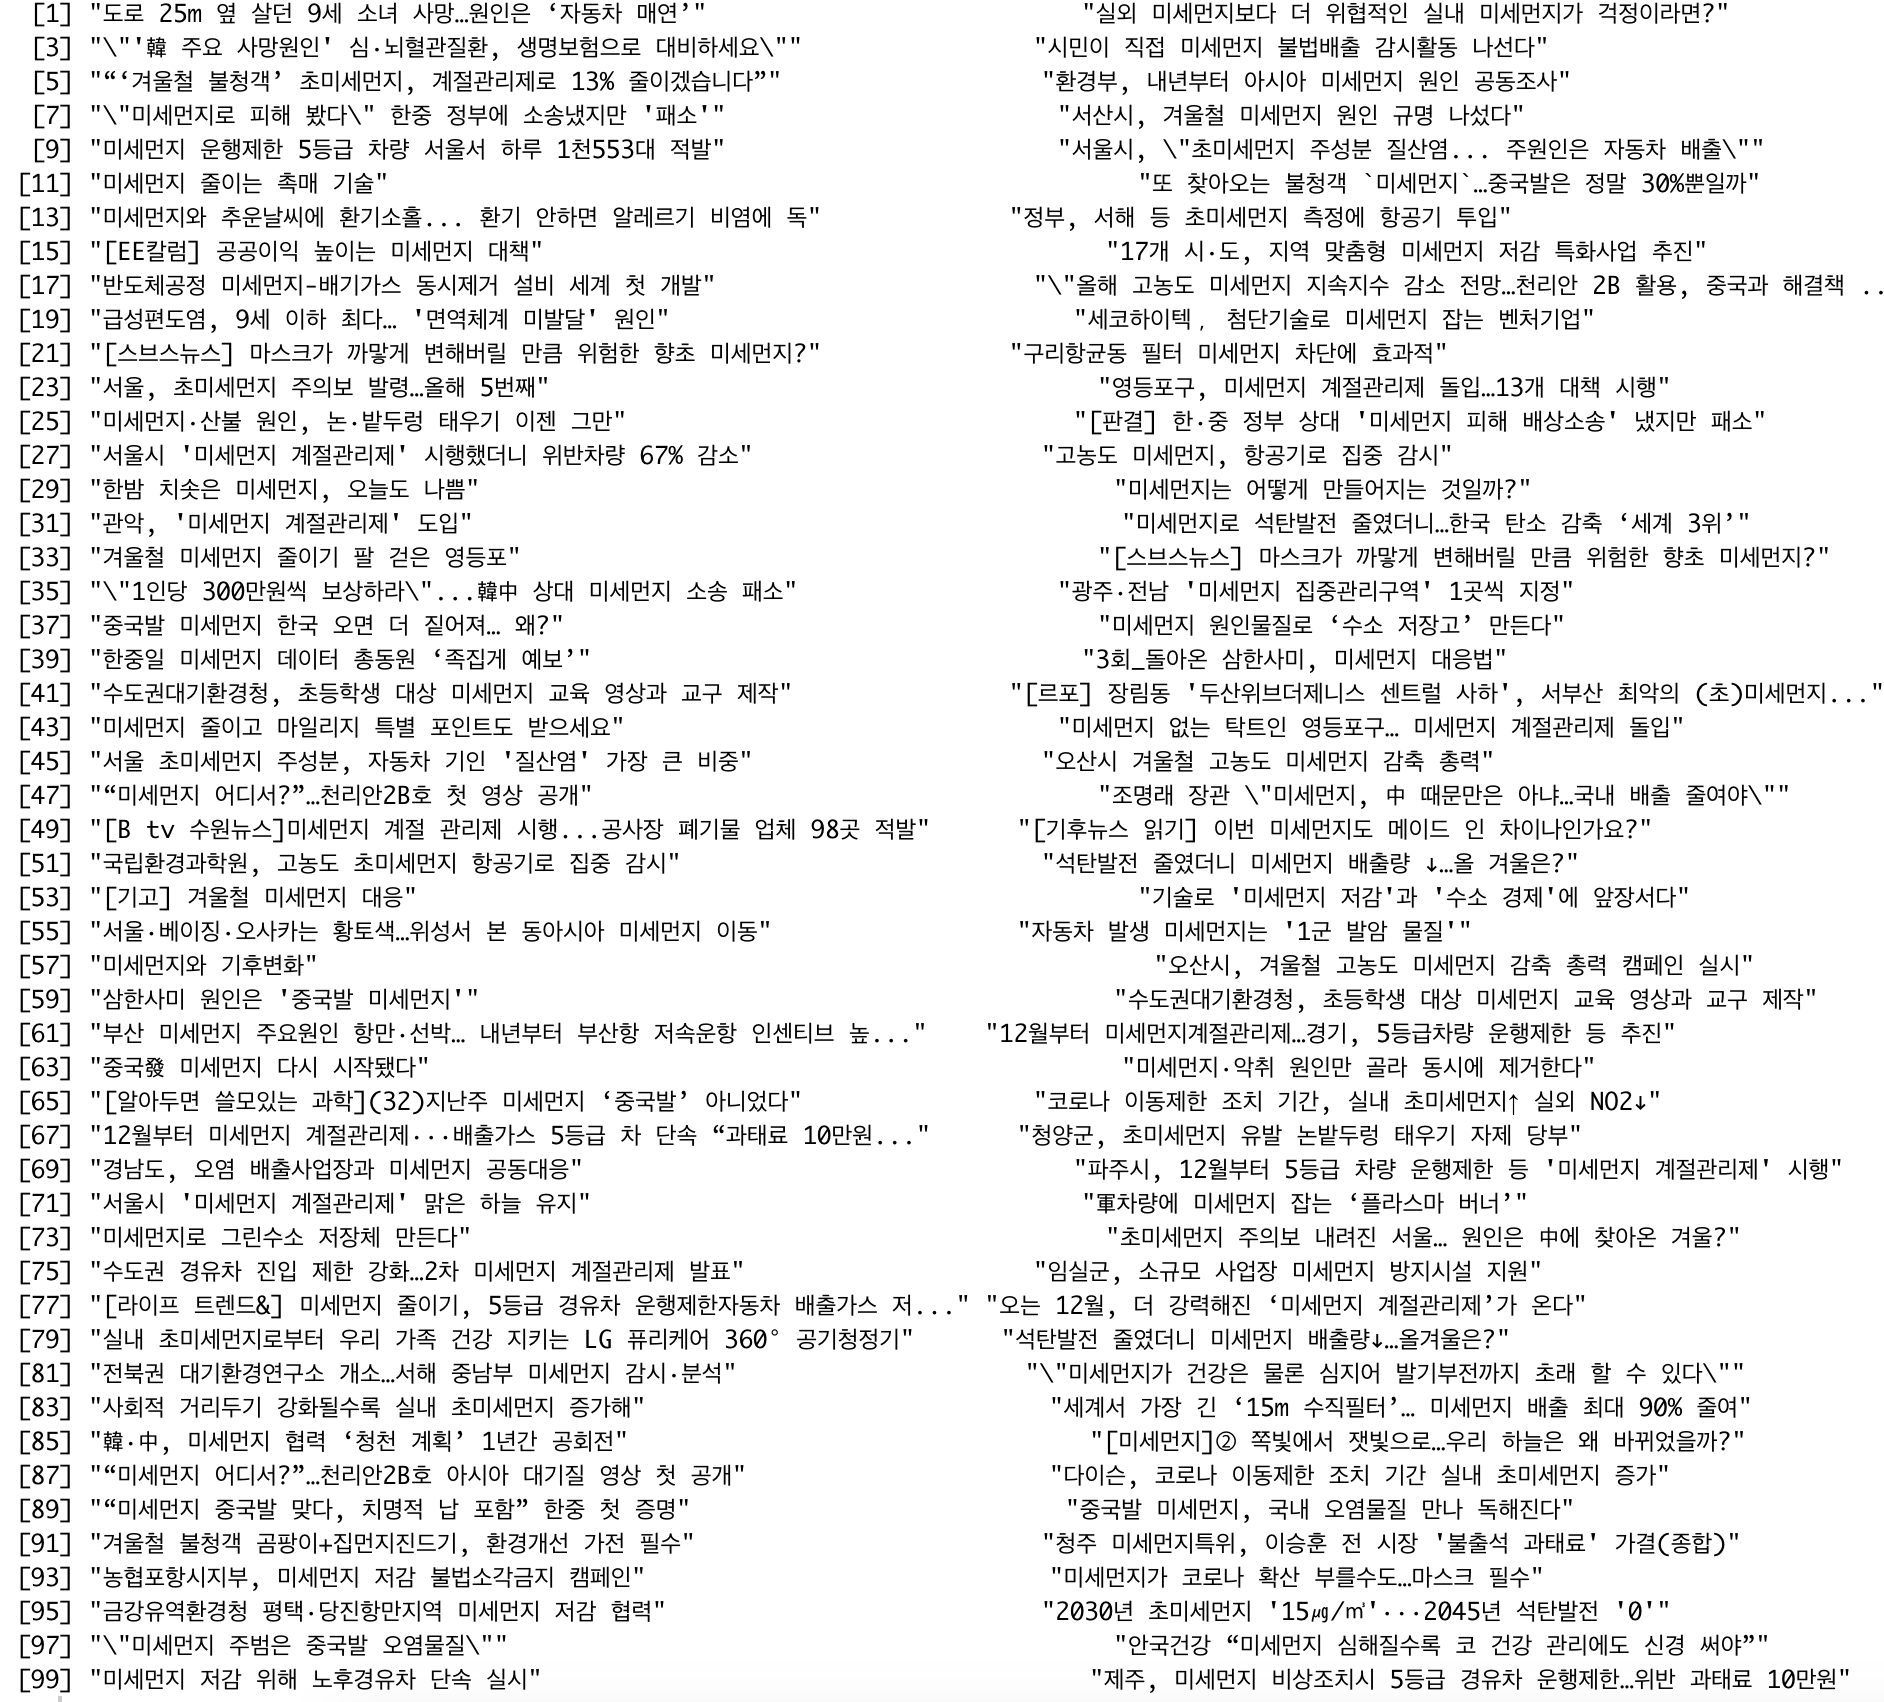 [1] "도로 25m 옆 살던 9세 소녀 사망…원인은 ‘자동차 매연’" "실외 미세먼지보다 더 위협적인 실내 미세먼지가 걱정이라면?"
[3] "\"'韓 주요 사망원인' 심·뇌혈관질환, 생명보험으로 대비하세요\"" "시민이 직접 미세먼지 불법배출 감시활동 나선다"
[5] "“‘겨울철 불청객’ 초미세먼지, 계절관리제로 13% 줄이겠습니다”" "환경부, 내년부터 아시아 미세먼지 원인 공동조사"
[7] "\"미세먼지로 피해 봤다\" 한중 정부에 소송냈지만 '패소'" "서산시, 겨울철 미세먼지 원인 규명 나섰다"
[9] "미세먼지 운행제한 5등급 차량 서울서 하루 1천553대 적발" "서울시, \"초미세먼지 주성분 질산염... 주원인은 자동차 배출\""
[11] "미세먼지 줄이는 촉매 기술" "또 찾아오는 불청객 `미세먼지`…중국발은 정말 30%뿐일까"
[13] "미세먼지와 추운날씨에 환기소홀... 환기 안하면 알레르기 비염에 독" "정부, 서해 등 초미세먼지 측정에 항공기 투입"
[15] "[EE칼럼] 공공이익 높이는 미세먼지 대책" "17개 시·도, 지역 맞춤형 미세먼지 저감 특화사업 추진"
[17] "반도체공정 미세먼지-배기가스 동시제거 설비 세계 첫 개발" "\"올해 고농도 미세먼지 지속지수 감소 전망…천리안 2B 활용, 중국과 해결책 ..
[19] "급성편도염, 9세 이하 최다… '면역체계 미발달' 원인" "세코하이텍, 첨단기술로 미세먼지 잡는 벤처기업"
[21] "[스브스뉴스] 마스크가 까맣게 변해버릴 만큼 위험한 향초 미세먼지?" "구리항균동 필터 미세먼지 차단에 효과적"
[23] "서울, 초미세먼지 주의보 발령…올해 5번째" "영등포구, 미세먼지 계절관리제 돌입…13개 대책 시행"
[25] "미세먼지·산불 원인, 논·밭두렁 태우기 이젠 그만" "[판결] 한·중 정부 상대 '미세먼지 피해 배상소송' 냈지만 패소"
[27] "서울시 '미세먼지 계절관리제' 시행했더니 위반차량 67% 감소" "고농도 미세먼지, 항공기로 집중 감시"
[29] "한밤 치솟은 미세먼지, 오늘도 나쁨" "미세먼지는 어떻게 만들어지는 것일까?"
[31] "관악, '미세먼지 계절관리제' 도입" "미세먼지로 석탄발전 줄였더니…한국 탄소 감축 ‘세계 3위’"
[33] "겨울철 미세먼지 줄이기 팔 걷은 영등포" "[스브스뉴스] 마스크가 까맣게 변해버릴 만큼 위험한 향초 미세먼지?"
[35] "\"1인당 300만원씩 보상하라\"...韓中 상대 미세먼지 소송 패소" "광주·전남 '미세먼지 집중관리구역' 1곳씩 지정"
[37] "중국발 미세먼지 한국 오면 더 짙어져… 왜?" "미세먼지 원인물질로 ‘수소 저장고’ 만든다"
[39] "한중일 미세먼지 데이터 총동원 ‘족집게 예보’" "3회_돌아온 삼한사미, 미세먼지 대응법"
[41] "수도권대기환경청, 초등학생 대상 미세먼지 교육 영상과 교구 제작" "[르포] 장림동 '두산위브더제니스 센트럴 사하', 서부산 최악의 (초)미세먼지..."
[43] "미세먼지 줄이고 마일리지 특별 포인트도 받으세요" "미세먼지 없는 탁트인 영등포구… 미세먼지 계절관리제 돌입"
[45] "서울 초미세먼지 주성분, 자동차 기인 '질산염' 가장 큰 비중" "오산시 겨울철 고농도 미세먼지 감축 총력"
[47] "“미세먼지 어디서?”…천리안2B호 첫 영상 공개" "조명래 장관 \"미세먼지, 中 때문만은 아냐…국내 배출 줄여야\""
[49] "[B tv 수원뉴스]미세먼지 계절 관리제 시행...공사장 폐기물 업체 98곳 적발" "[기후뉴스 읽기] 이번 미세먼지도 메이드 인 차이나인가요?"
[51] "국립환경과학원, 고농도 초미세먼지 항공기로 집중 감시" "석탄발전 줄였더니 미세먼지 배출량 ↓…올 겨울은?"
[53] "[기고] 겨울철 미세먼지 대응" "기술로 '미세먼지 저감'과 '수소 경제'에 앞장서다"
[55] "서울·베이징·오사카는 황토색…위성서 본 동아시아 미세먼지 이동" "자동차 발생 미세먼지는 '1군 발암 물질'"
[57] "미세먼지와 기후변화" "오산시, 겨울철 고농도 미세먼지 감축 총력 캠페인 실시"
[59] "삼한사미 원인은 '중국발 미세먼지'" "수도권대기환경청, 초등학생 대상 미세먼지 교육 영상과 교구 제작"
[61] "부산 미세먼지 주요원인 항만·선박… 내년부터 부산항 저속운항 인센티브 높..." "12월부터 미세먼지계절관리제…경기, 5등급차량 운행제한 등 추진"
[63] "중국發 미세먼지 다시 시작됐다" "미세먼지·악취 원인만 골라 동시에 제거한다"
[65] "[알아두면 쓸모있는 과학](32)지난주 미세먼지 ‘중국발’ 아니었다" "코로나 이동제한 조치 기간, 실내 초미세먼지↑ 실외 NO2↓"
[67] "12월부터 미세먼지 계절관리제···배출가스 5등급 차 단속 “과태료 10만원..." "청양군, 초미세먼지 유발 논밭두렁 태우기 자제 당부"
[69] "경남도, 오염 배출사업장과 미세먼지 공동대응" "파주시, 12월부터 5등급 차량 운행제한 등 '미세먼지 계절관리제' 시행"
[71] "서울시 '미세먼지 계절관리제' 맑은 하늘 유지" "軍차량에 미세먼지 잡는 ‘플라스마 버너’"
[73] "미세먼지로 그린수소 저장체 만든다" "초미세먼지 주의보 내려진 서울… 원인은 中에 찾아온 겨울?"
[75] "수도권 경유차 진입 제한 강화…2차 미세먼지 계절관리제 발표" "임실군, 소규모 사업장 미세먼지 방지시설 지원"
[77] "[라이프 트렌드&] 미세먼지 줄이기, 5등급 경유차 운행제한자동차 배출가스 저..." "오는 12월, 더 강력해진 ‘미세먼지 계절관리제’가 온다"
[79] "실내 초미세먼지로부터 우리 가족 건강 지키는 LG 퓨리케어 360° 공기청정기" "석탄발전 줄였더니 미세먼지 배출량↓…올겨울은?"
[81] "전북권 대기환경연구소 개소…서해 중남부 미세먼지 감시·분석" "\"미세먼지가 건강은 물론 심지어 발기부전까지 초래 할 수 있다\""
[83] "사회적 거리두기 강화될수록 실내 초미세먼지 증가해" "세계서 가장 긴 ‘15m 수직필터’… 미세먼지 배출 최대 90% 줄여"
[85] "韓·中, 미세먼지 협력 ‘청천 계획’ 1년간 공회전" "[미세먼지]② 쪽빛에서 잿빛으로…우리 하늘은 왜 바뀌었을까?"
[87] "“미세먼지 어디서?”…천리안2B호 아시아 대기질 영상 첫 공개" "다이슨, 코로나 이동제한 조치 기간 실내 초미세먼지 증가"
[89] "“미세먼지 중국발 맞다, 치명적 납 포함” 한중 첫 증명" "중국발 미세먼지, 국내 오염물질 만나 독해진다"
[91] "겨울철 불청객 곰팡이+집먼지진드기, 환경개선 가전 필수" "청주 미세먼지특위, 이승훈 전 시장 '불출석 과태료' 가결(종합)"
[93] "농협포항시지부, 미세먼지 저감 불법소각금지 캠페인" "미세먼지가 코로나 확산 부를수도…마스크 필수"
[95] "금강유역환경청 평택·당진항만지역 미세먼지 저감 협력" "2030년 초미세먼지 '15㎍/㎥'···2045년 석탄발전 '0'"
[97] "\"미세먼지 주범은 중국발 오염물질\"" "안국건강 “미세먼지 심해질수록 코 건강 관리에도 신경 써야”"
[99] "미세먼지 저감 위해 노후경유차 단속 실시" "제주, 미세먼지 비상조치시 5등급 경유차 운행제한…위반 과태료 10만원"